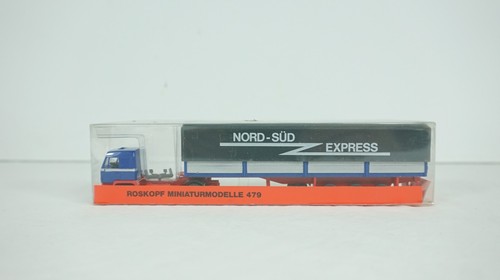 NORD-SÜD
EXPRESS
ROSKOPF MINIATURMODELLE 479